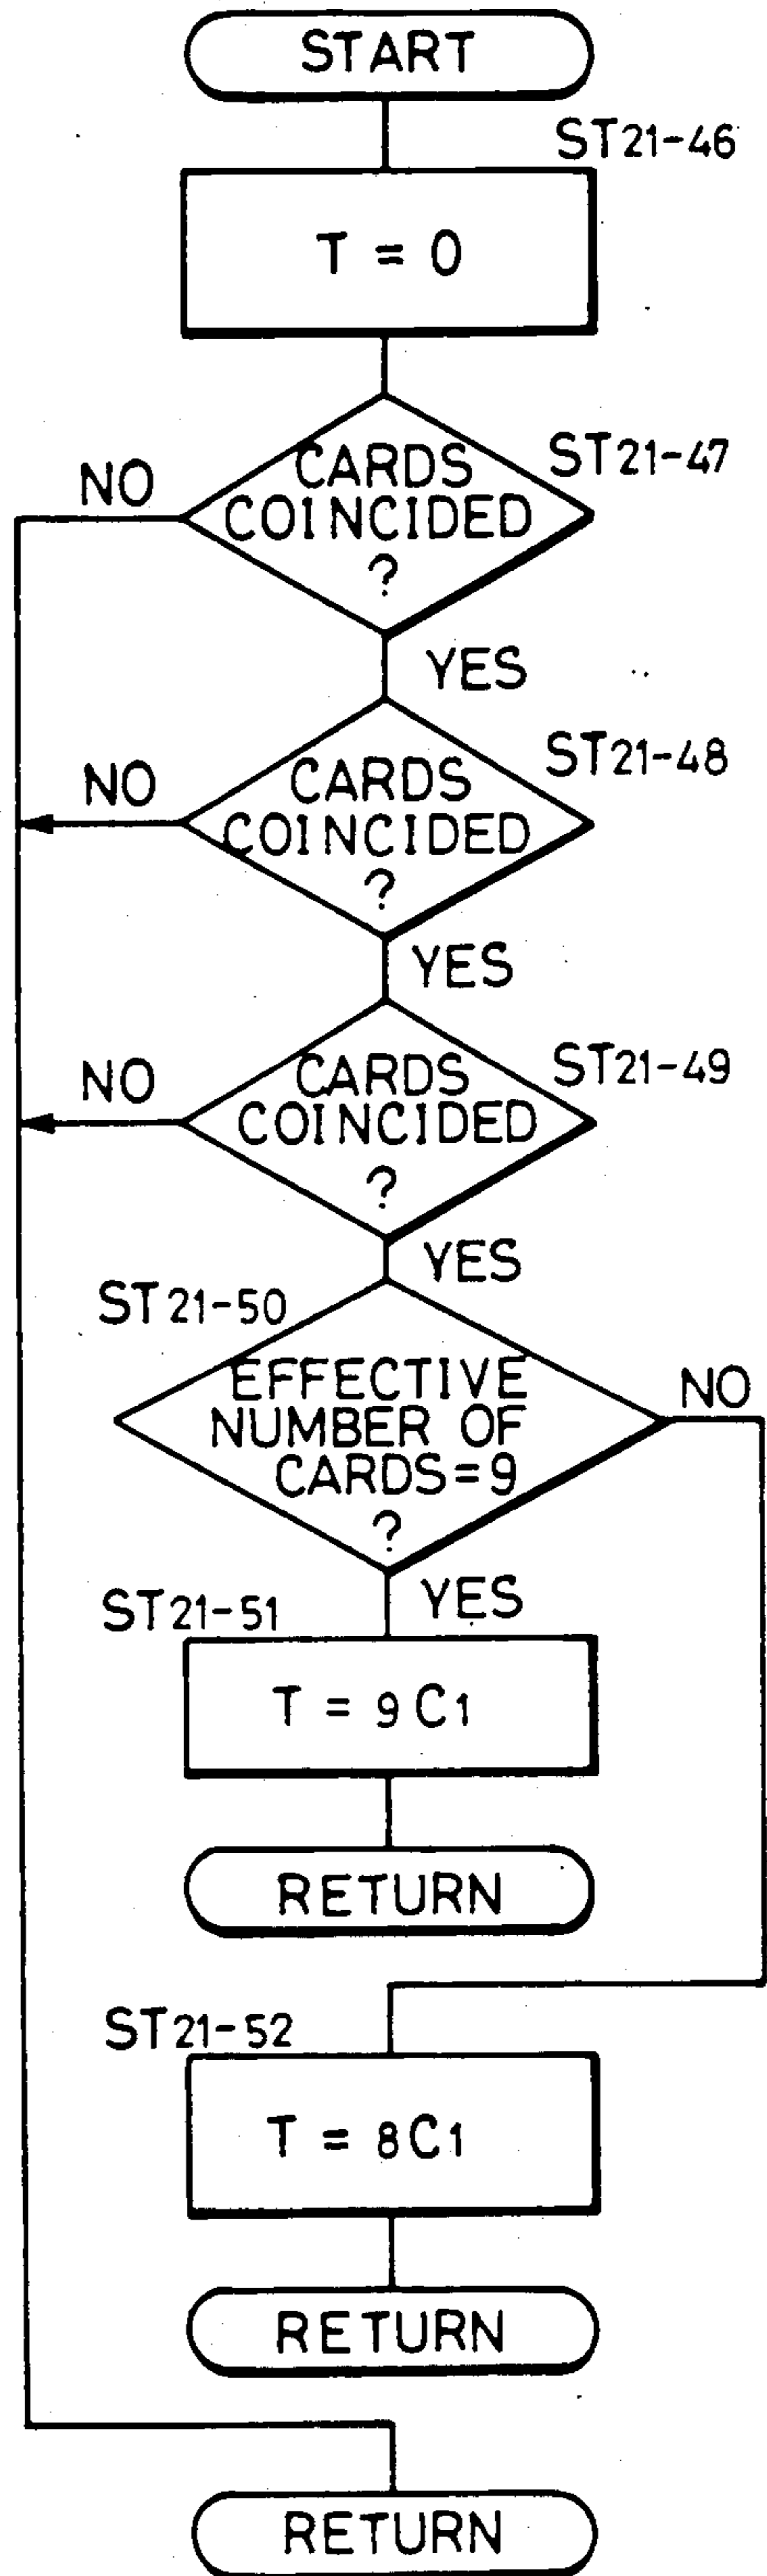 START
ST21-46
T = 0
NO
CARDS
COINCIDED
?
ST21-47
YES
NO
CARDS
COINCIDED
?
ST21-48
YES
NO
CARDS
COINCIDED
?
ST21-49
YES
ST21-50
EFFECTIVE
NUMBER OF
CARDS=9
?
NO
YES
ST21-51
T = 9C1
RETURN
ST21-52
T = 8C1
RETURN
RETURN